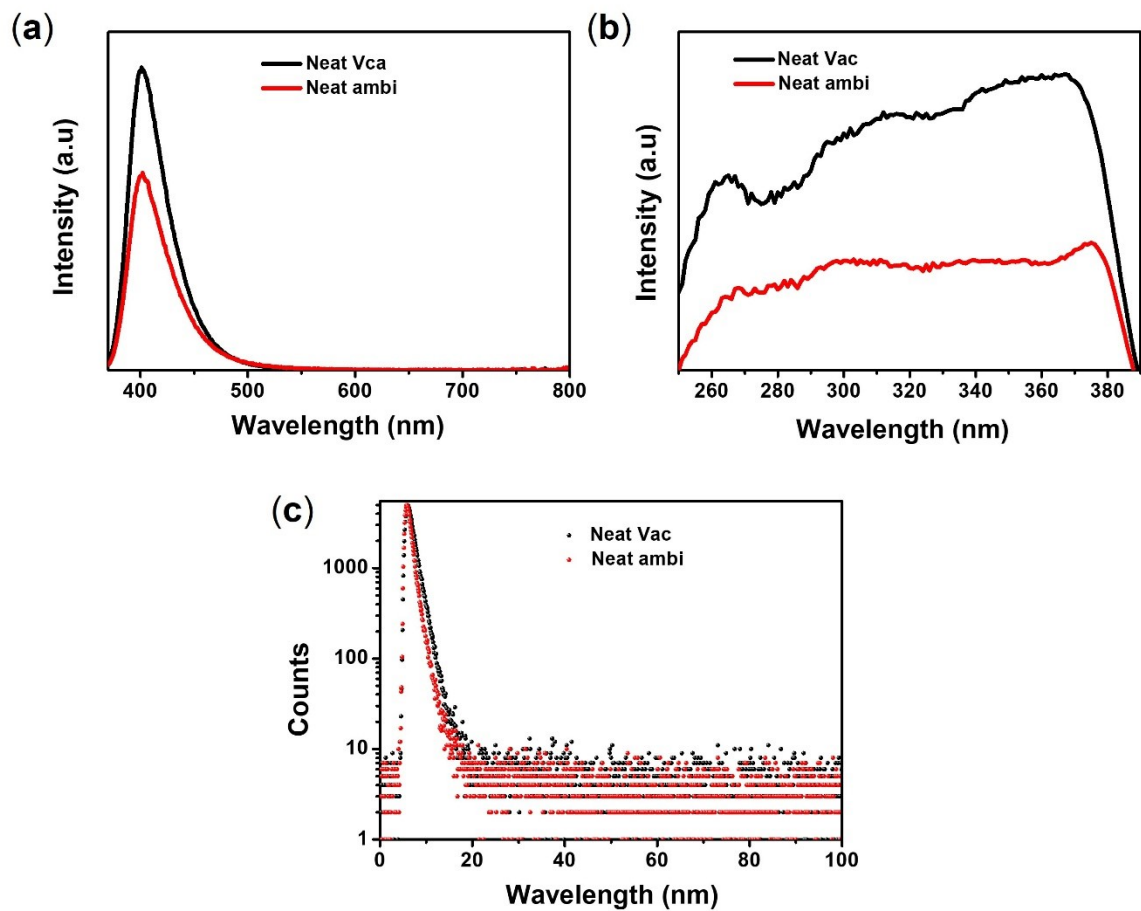 (a)
Neat Vca
Neat ambi
Intensity (a.u)
400 500 600 700 800
Wavelength (nm)
(b)
Neat Vac
Neat ambi
Intensity (a.u)
260 280 300 320 340 360 380
Wavelength (nm)
(c)
Neat Vac
Neat ambi
Counts
1000
100
10
1
0 20 40 60 80 100
Wavelength (nm)